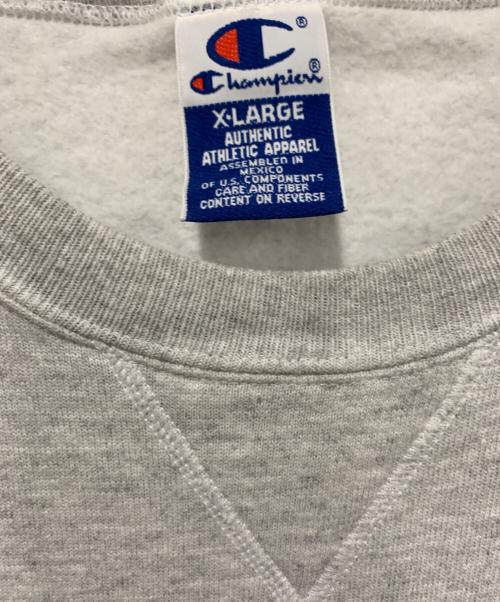 ®
Champion®
X-LARGE
AUTHENTIC
ATHLETIC APPAREL
ASSEMBLED IN
MEXICO
OF U.S. COMPONENTS
CARE AND FIBER
CONTENT ON REVERSE